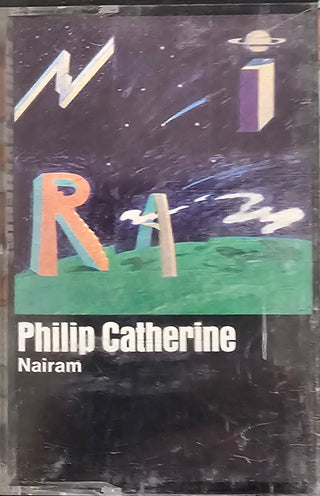 N i
R A m
Philip Catherine
Nairam